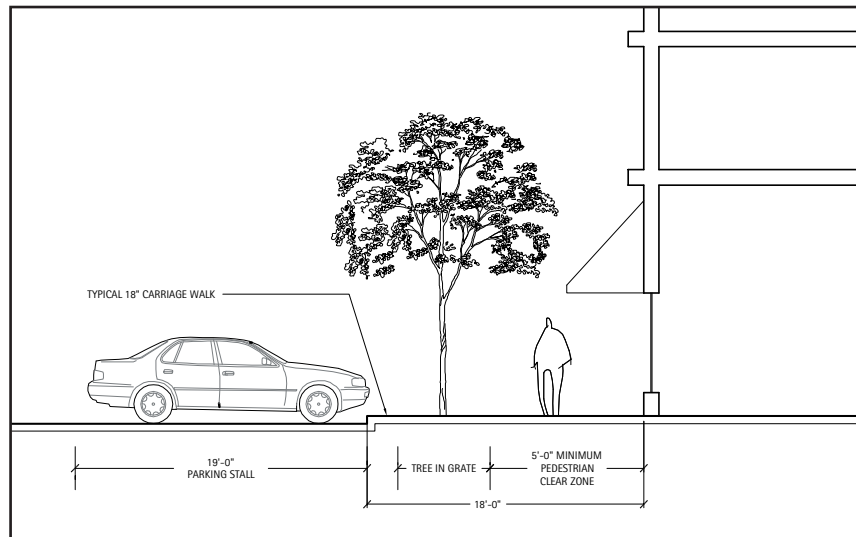 TYPICAL 18" CARRIAGE WALK
19'-0"
PARKING STALL
TREE IN GRATE
5'-0" MINIMUM
PEDESTRIAN
CLEAR ZONE
18'-0"